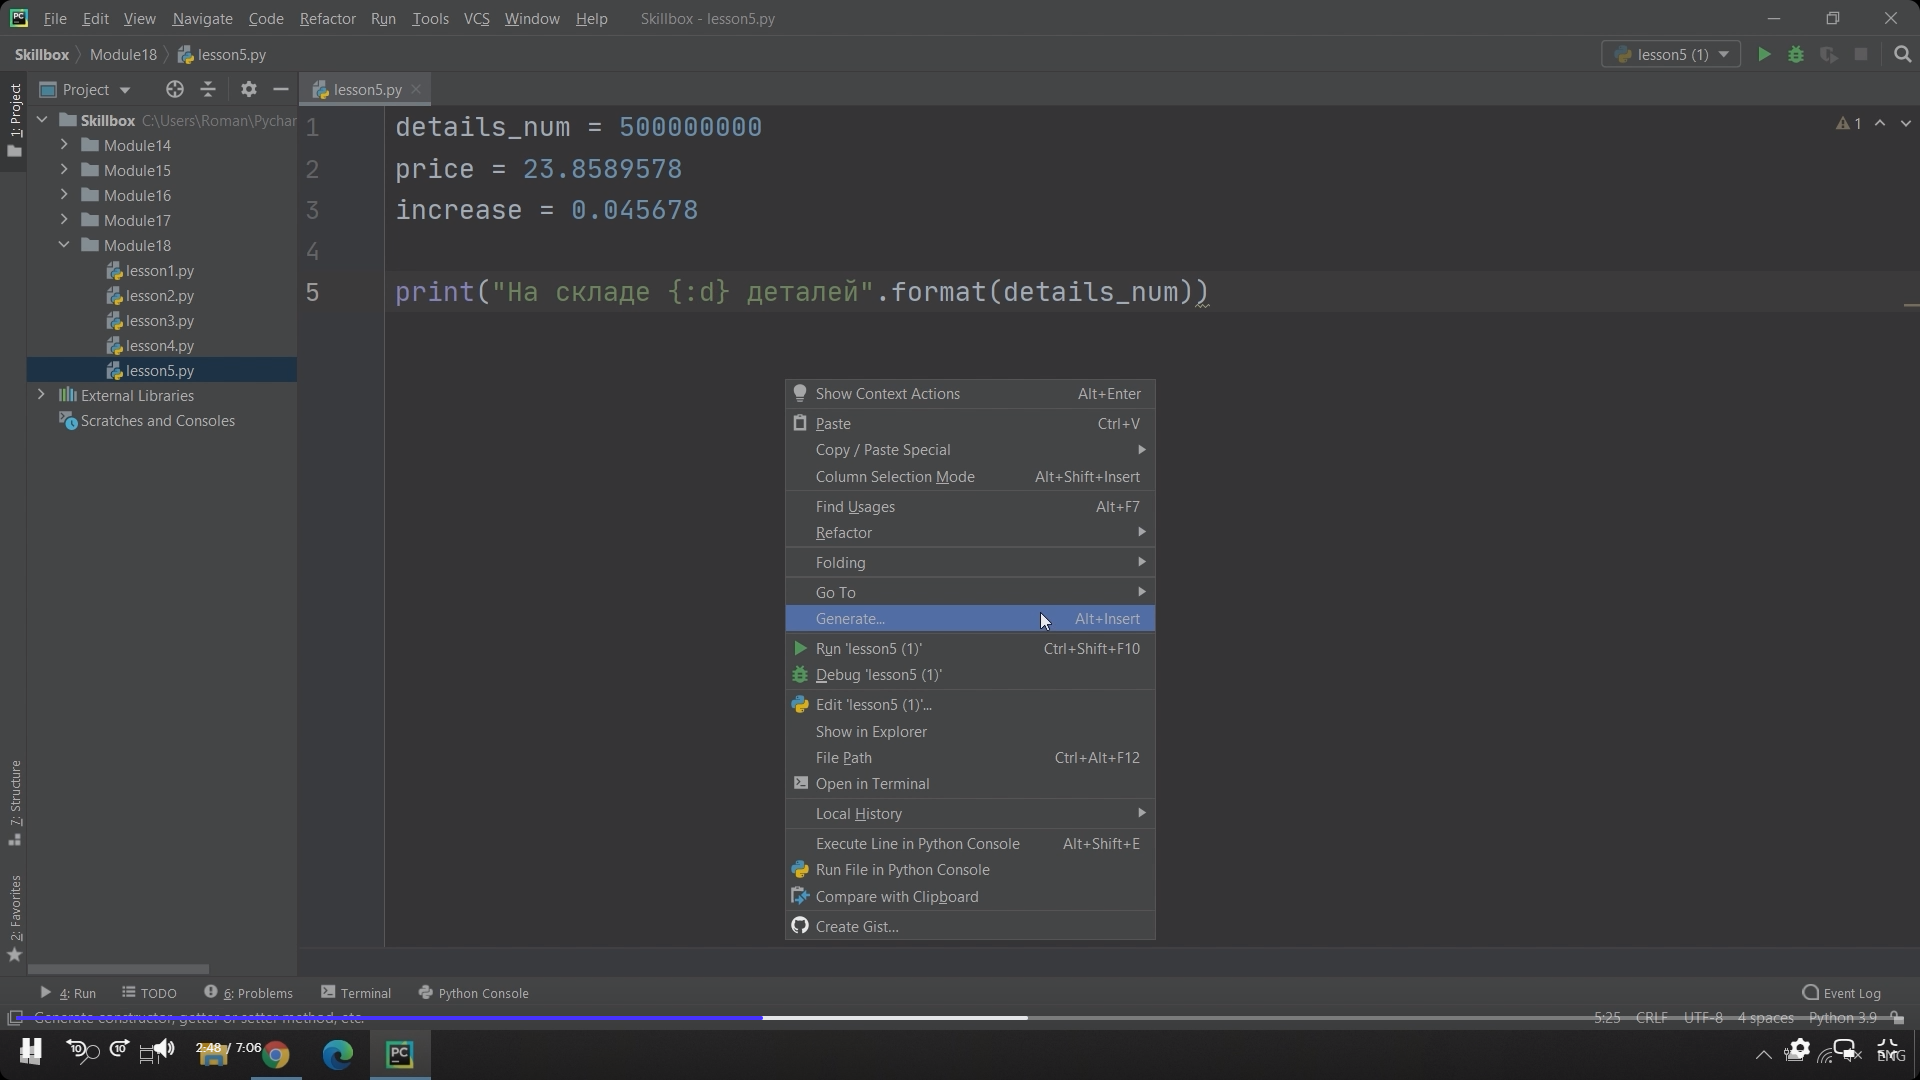 File Edit View Navigate Code Refactor Run Tools VCS Window Help Skillbox - lesson5.py
Skillbox Module18 lesson5.py lesson5 (1)
Project lesson5.py
1: Project
Skillbox C:\Users\Roman\Pychar
Module14
Module15
Module16
Module17
Module18
lesson1.py
lesson2.py
lesson3.py
lesson4.py
lesson5.py
External Libraries
Scratches and Consoles
7: Structure
2: Favorites
1 details_num = 500000000
2 price = 23.8589578
3 increase = 0.045678
4
5 print("На складе {:d} деталей".format(details_num))
1
Show Context Actions Alt+Enter
Paste Ctrl+V
Copy / Paste Special
Column Selection Mode Alt+Shift+Insert
Find Usages Alt+F7
Refactor
Folding
Go To
Generate... Alt+Insert
Run 'lesson5 (1)' Ctrl+Shift+F10
Debug 'lesson5 (1)'
Edit 'lesson5 (1)'...
Show in Explorer
File Path Ctrl+Alt+F12
Open in Terminal
Local History
Execute Line in Python Console Alt+Shift+E
Run File in Python Console
Compare with Clipboard
Create Gist...
4: Run TODO 6: Problems Terminal Python Console Event Log
Generate constructor, getter or setter method, etc. 5:25 CRLF UTF-8 4 spaces Python 3.9
10 10 2:48 / 7:06 PC ENG